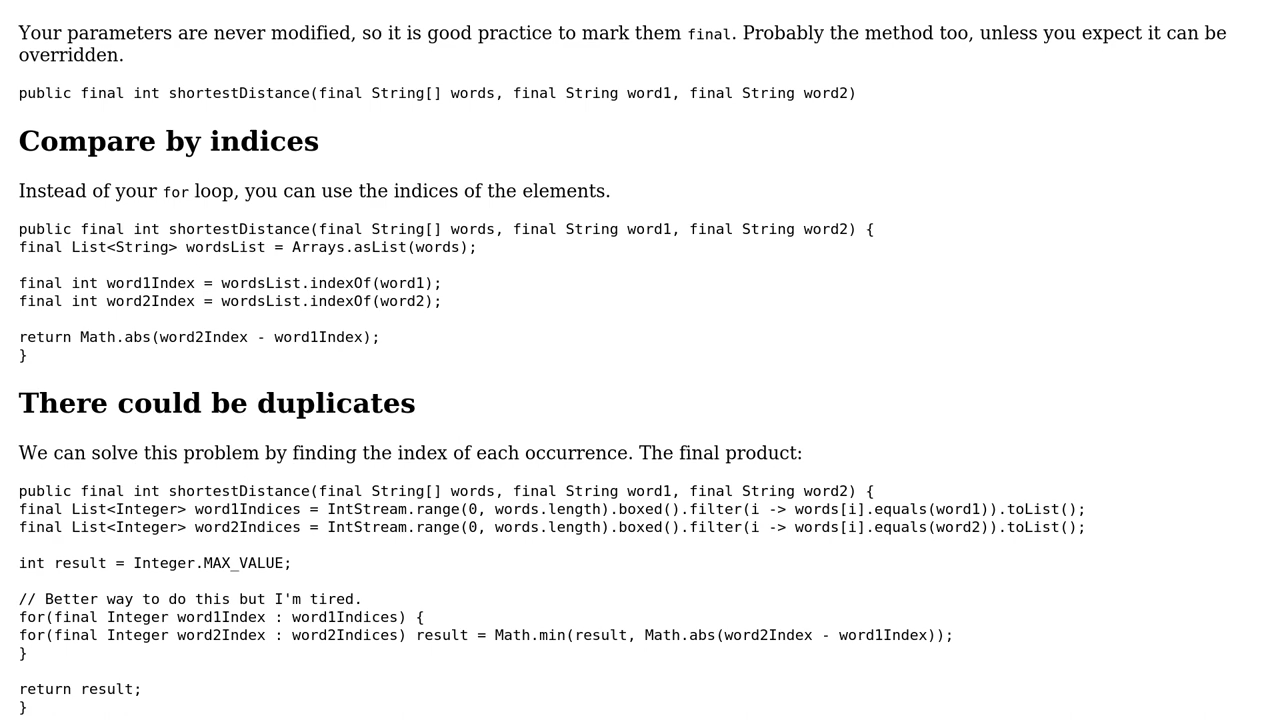 Your parameters are never modified, so it is good practice to mark them final. Probably the method too, unless you expect it can be
overridden.
public final int shortestDistance(final String[] words, final String word1, final String word2)
Compare by indices
Instead of your for loop, you can use the indices of the elements.
public final int shortestDistance(final String[] words, final String word1, final String word2) {
final List<String> wordsList = Arrays.asList(words);
final int word1Index = wordsList.indexOf(word1);
final int word2Index = wordsList.indexOf(word2);
return Math.abs(word2Index - word1Index);
}
There could be duplicates
We can solve this problem by finding the index of each occurrence. The final product:
public final int shortestDistance(final String[] words, final String word1, final String word2) {
final List<Integer> word1Indices = IntStream.range(0, words.length).boxed().filter(i -> words[i].equals(word1)).toList();
final List<Integer> word2Indices = IntStream.range(0, words.length).boxed().filter(i -> words[i].equals(word2)).toList();
int result = Integer.MAX_VALUE;
// Better way to do this but I'm tired.
for(final Integer word1Index : word1Indices) {
for(final Integer word2Index : word2Indices) result = Math.min(result, Math.abs(word2Index - word1Index));
}
return result;
}